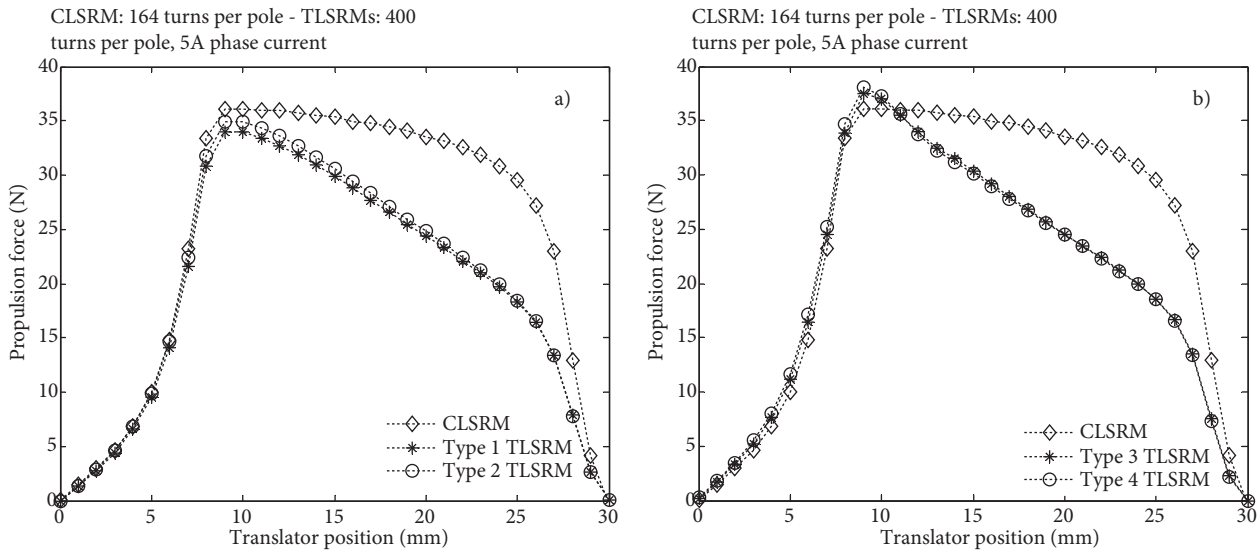 CLSRM: 164 turns per pole - TLSRMs: 400
turns per pole, 5A phase current
40
35
30
25
20
15
10
5
0
Propulsion force (N)
a)
CLSRM
Type 1 TLSRM
Type 2 TLSRM
0 5 10 15 20 25 30
Translator position (mm)
CLSRM: 164 turns per pole - TLSRMs: 400
turns per pole, 5A phase current
40
35
30
25
20
15
10
5
0
Propulsion force (N)
b)
CLSRM
Type 3 TLSRM
Type 4 TLSRM
0 5 10 15 20 25 30
Translator position (mm)